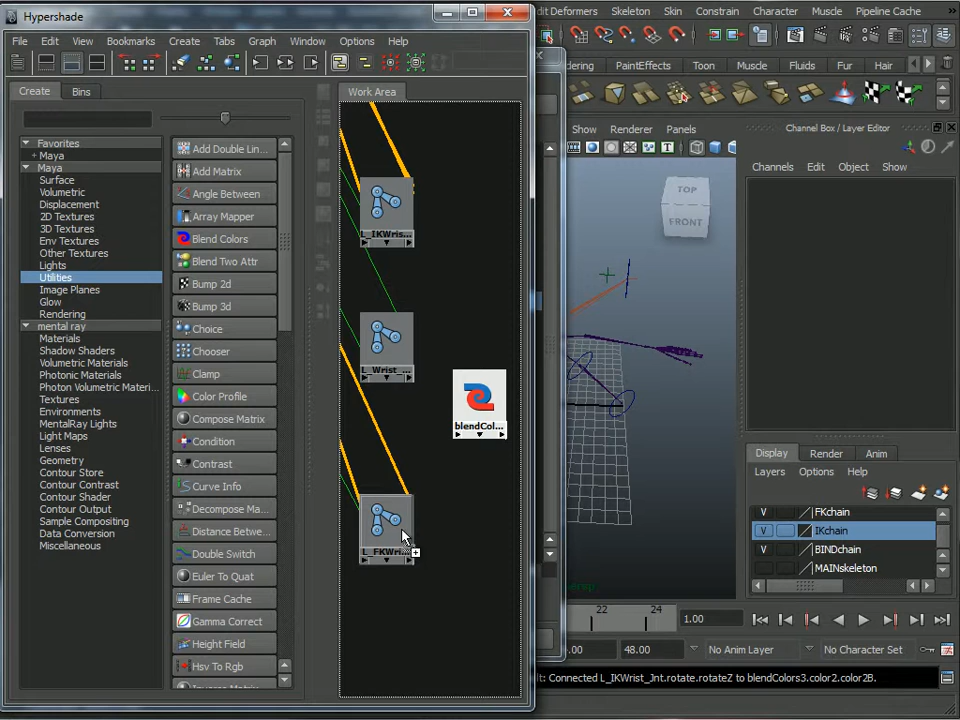 Hypershade
it Deformers Skeleton Skin Constraint Character Muscle Pipeline Cache
File Edit View Bookmarks Create Tabs Graph Window Options Help
dering PaintEffects Toon Muscle Fluids Fur Hair
Create Bins
Work Area
Show Renderer Panels
Channel Box / Layer Editor
Channels Edit Object Show
TOP
FRONT
Favorites
+ Maya
Maya
Surface
Volumetric
Displacement
2D Textures
3D Textures
Env Textures
Other Textures
Lights
Utilities
Image Planes
Glow
Rendering
mental ray
Materials
Shadow Shaders
Volumetric Materials
Photonic Materials
Photon Volumetric Materi...
Textures
Environments
MentalRay Lights
Light Maps
Lenses
Geometry
Contour Store
Contour Contrast
Contour Shader
Contour Output
Sample Compositing
Data Conversion
Miscellaneous
Add Double Lin...
Add Matrix
Angle Between
Array Mapper
Blend Colors
Blend Two Attr
Bump 2d
Bump 3d
Choice
Chooser
Clamp
Color Profile
Compose Matrix
Condition
Contrast
Curve Info
Decompose Ma...
Distance Betwe...
Double Switch
Euler To Quat
Frame Cache
Gamma Correct
Height Field
Hsv To Rgb
L_IKWris...
L_Wrist_...
blendCol...
L_FKWri...
Display Render Anim
Layers Options Help
V FKchain
V IKchain
V BINDchain
MAINskeleton
22 24
1.00
.00 48.00 No Anim Layer No Character Set
lt: Connected L_IKWrist_Jnt.rotate.rotateZ to blendColors3.color2.color2B.